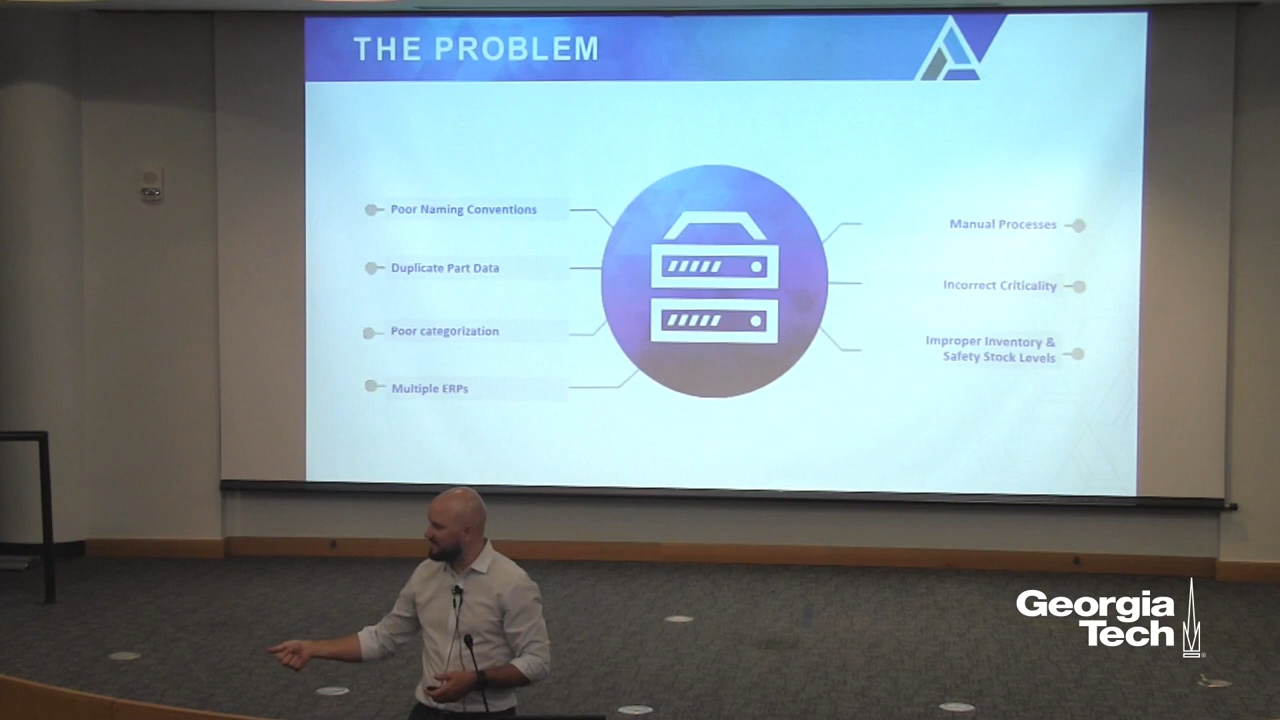 THE PROBLEM
Poor Naming Conventions
Duplicate Part Data
Poor categorization
Multiple ERPs
Manual Processes
Incorrect Criticality
Improper Inventory &
Safety Stock Levels
Georgia
Tech